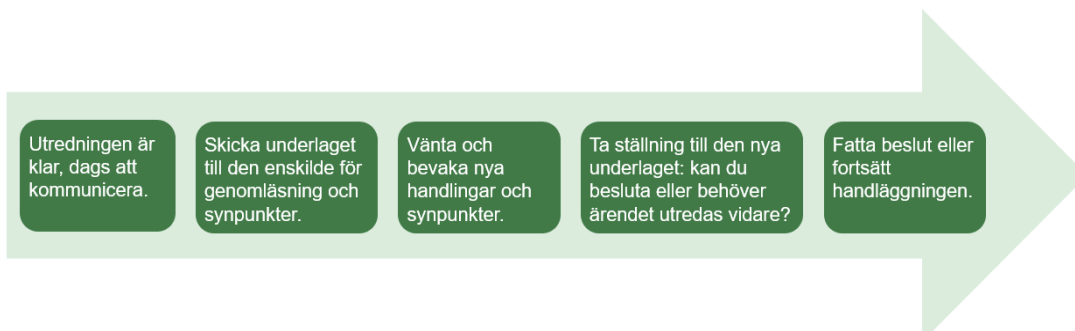 Utredningen är
klar, dags att
kommunicera.
Skicka underlaget
till den enskilde för
genomläsning och
synpunkter.
Vänta och
bevaka nya
handlingar och
synpunkter.
Ta ställning till den nya
underlaget: kan du
besluta eller behöver
ärendet utredas vidare?
Fatta beslut eller
fortsätt
handläggningen.